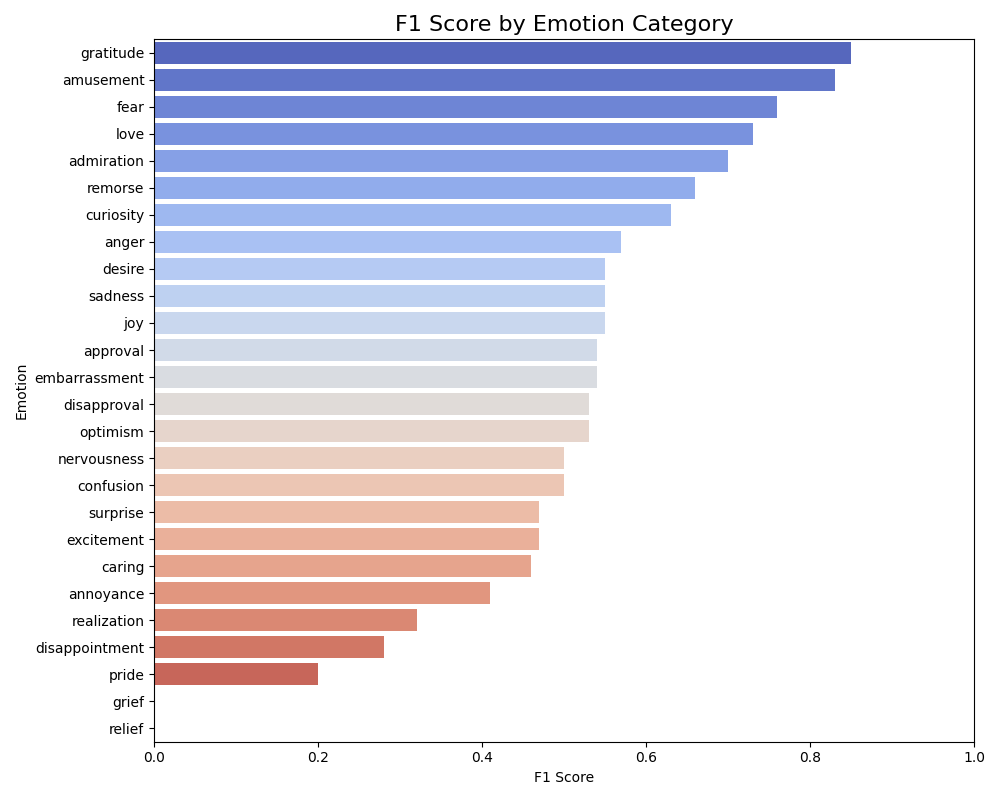 F1 Score by Emotion Category
gratitude
amusement
fear
love
admiration
remorse
curiosity
anger
desire
sadness
joy
approval
embarrassment
disapproval
optimism
nervousness
confusion
surprise
excitement
caring
annoyance
realization
disappointment
pride
grief
relief
Emotion
0.0 0.2 0.4 0.6 0.8 1.0
F1 Score